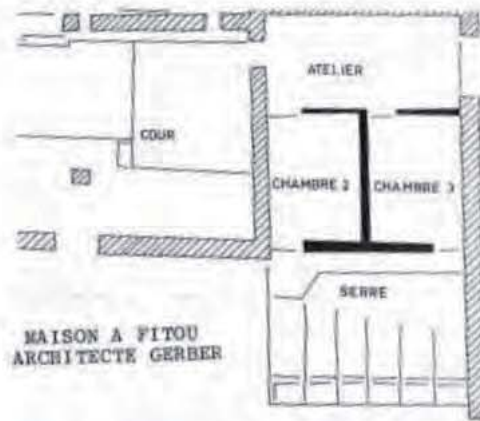 ATELIER
COUR
CHAMBRE 2
CHAMBRE 3
SERRE
MAISON A FITOU
ARCHITECTE GERBER